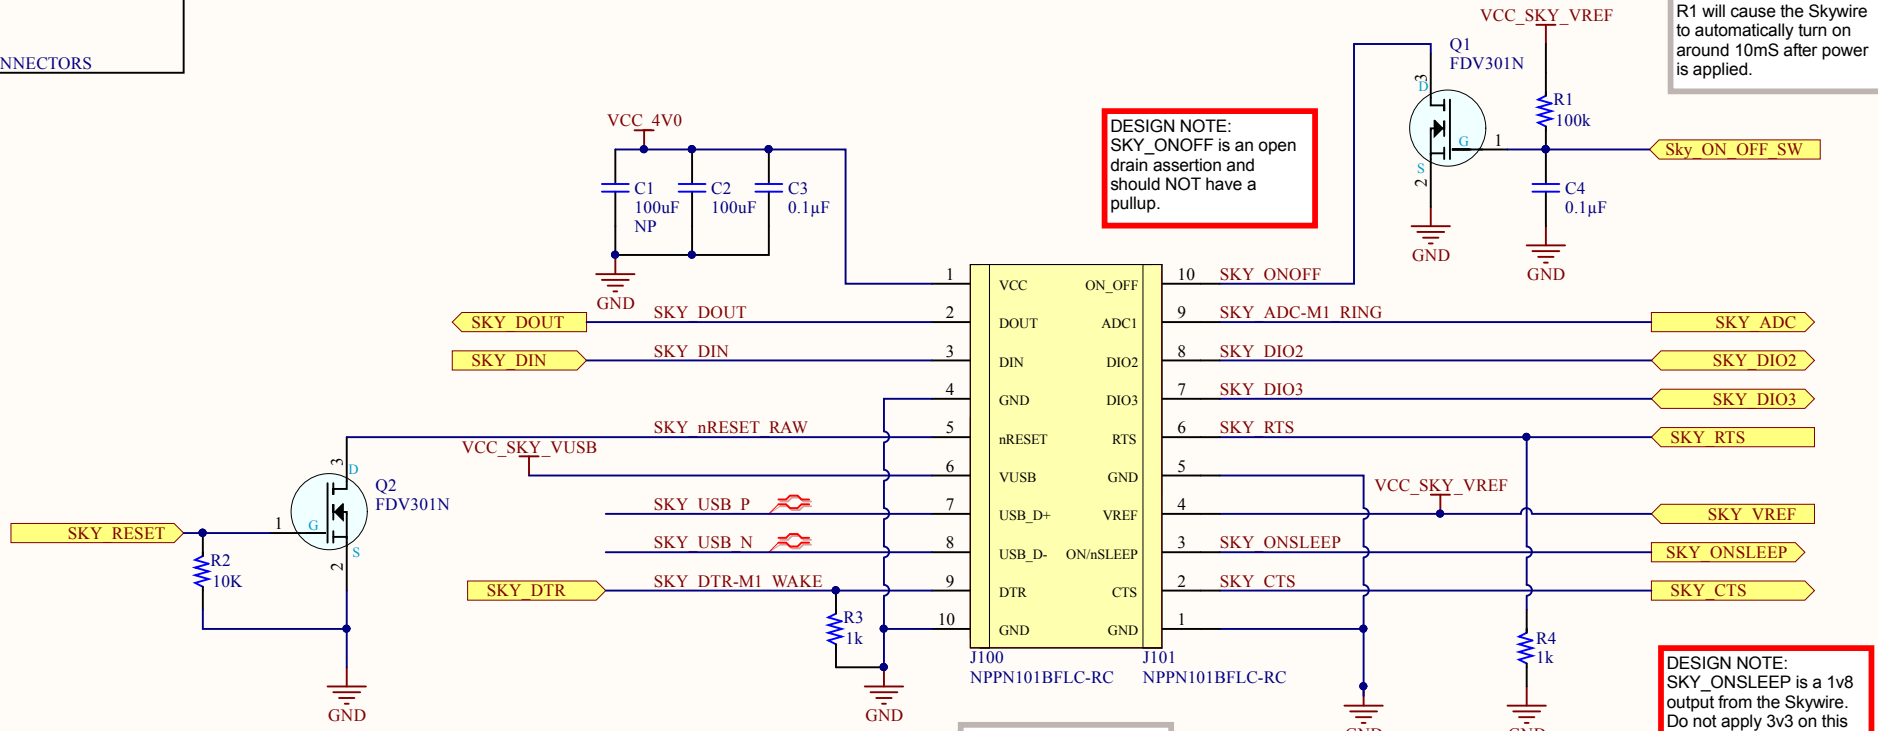 NNECTORS
VCC_SKY_VREF
R1 will cause the Skywire
to automatically turn on
around 10mS after power
is applied.
Q1
FDV301N
3
D
G
S
2
1
R1
100k
Sky_ON_OFF_SW
C4
0.1µF
GND
GND
DESIGN NOTE:
SKY_ONOFF is an open
drain assertion and
should NOT have a
pullup.
VCC_4V0
C1
100uF
NP
C2
100uF
C3
0.1µF
GND
1 VCC ON_OFF 10 SKY_ONOFF
SKY_DOUT SKY_DOUT 2 DOUT ADC1 9 SKY_ADC-M1_RING SKY_ADC
SKY_DIN SKY_DIN 3 DIN DIO2 8 SKY_DIO2 SKY_DIO2
4 GND DIO3 7 SKY_DIO3 SKY_DIO3
SKY_nRESET_RAW 5 nRESET RTS 6 SKY_RTS SKY_RTS
VCC_SKY_VUSB 6 VUSB GND 5
SKY_USB_P 7 USB_D+ VREF 4 VCC_SKY_VREF SKY_VREF
SKY_USB_N 8 USB_D- ON/nSLEEP 3 SKY_ONSLEEP SKY_ONSLEEP
SKY_DTR SKY_DTR-M1_WAKE 9 DTR CTS 2 SKY_CTS SKY_CTS
10 GND GND 1
J100
NPPN101BFLC-RC
J101
NPPN101BFLC-RC
3
D
Q2
FDV301N
SKY_RESET
1
G
S
2
R2
10K
GND
R3
1k
GND
R4
1k
DESIGN NOTE:
SKY_ONSLEEP is a 1v8
output from the Skywire.
Do not apply 3v3 on this
GND
GND